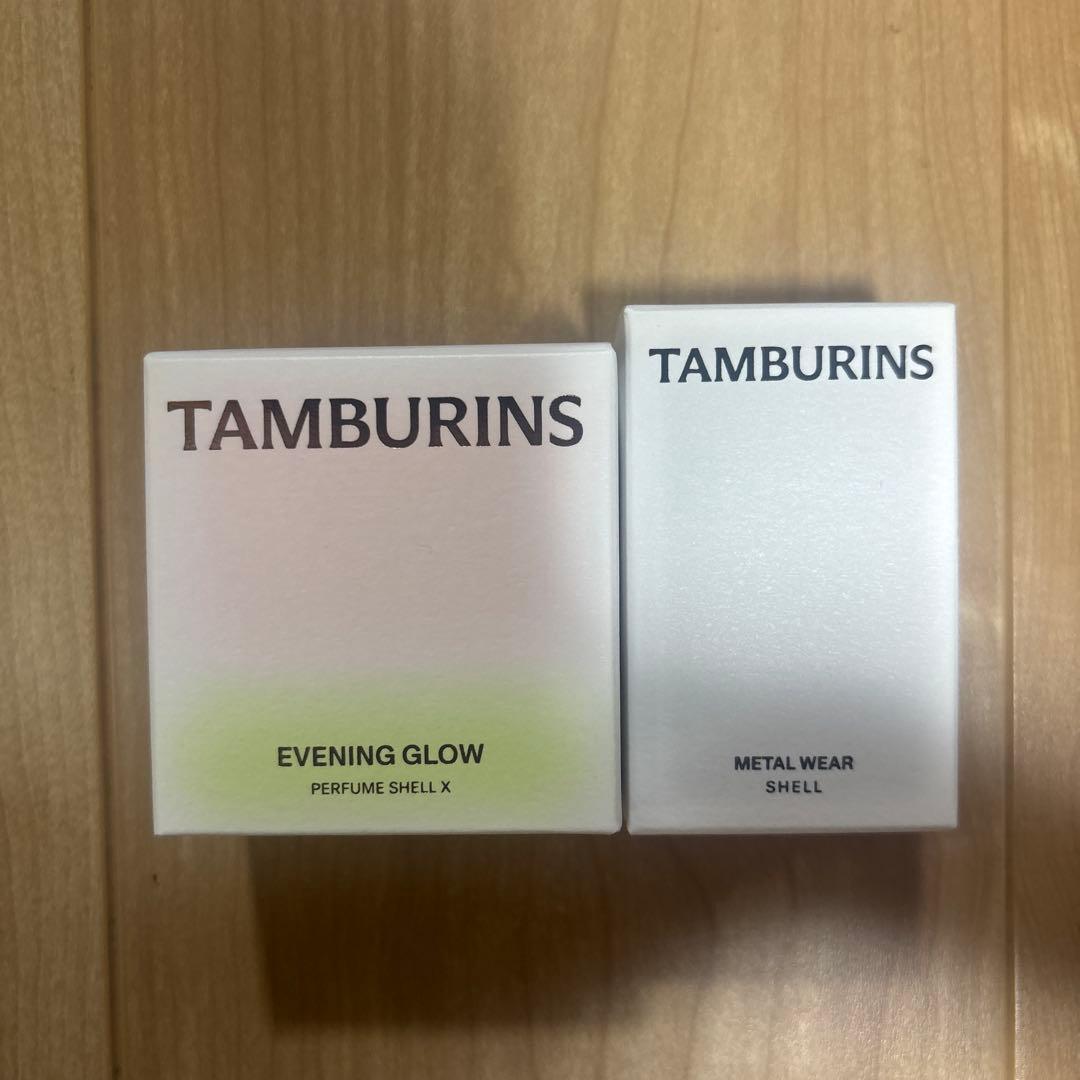 TAMBURINS
EVENING GLOW
PERFUME SHELL X
TAMBURINS
METAL WEAR
SHELL